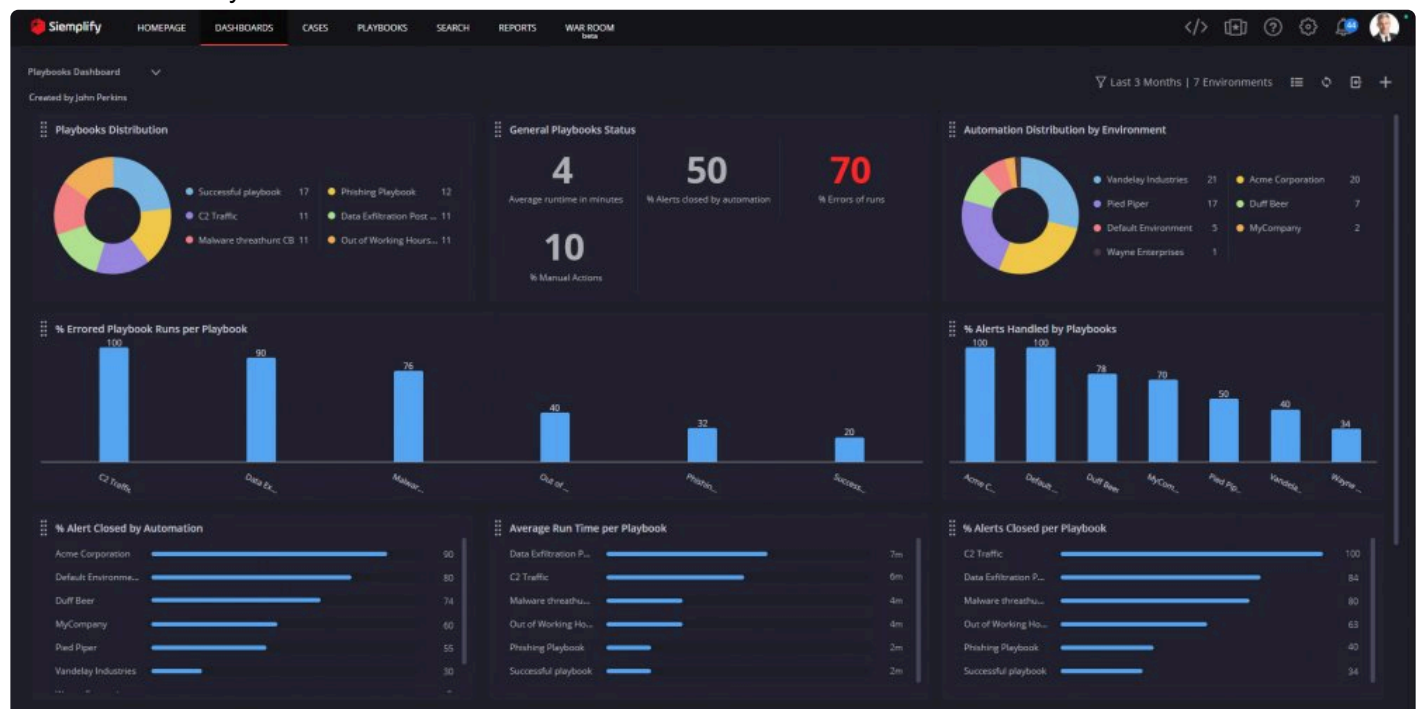 Siemplify HOMEPAGE DASHBOARDS CASES PLAYBOOKS SEARCH REPORTS WAR ROOM </> ? 44
beta
Playbooks Dashboard
Last 3 Months | 7 Environments
Created by John Perkins
Playbooks Distribution
Successful playbook 17 Phishing Playbook 12
C2 Traffic 11 Data Exfiltration Post ... 11
Malware threathunt CB 11 Out of Working Hours... 11
General Playbooks Status
4 50 70
Average runtime in minutes % Alerts closed by automation % Errors of runs
10
% Manual Actions
Automation Distribution by Environment
Vandelay Industries 21 Acme Corporation 20
Pied Piper 17 Duff Beer 7
Default Environment 5 MyCompany 2
Wayne Enterprises 1
% Errored Playbook Runs per Playbook
100 90 76 40 32 20
C2 Traffic Data Ex... Malwar... Out of ... Phishin... Success...
% Alerts Handled by Playbooks
100 100 78 70 50 40 34
Acme C... Default... Duff Beer MyCom... Pied Pip... Vandela... Wayne ...
% Alert Closed by Automation
Acme Corporation 90
Default Environme... 80
Duff Beer 74
MyCompany 60
Pied Piper 55
Vandelay Industries 30
Average Run Time per Playbook
Data Exfiltration P... 7m
C2 Traffic 6m
Malware threathu... 4m
Out of Working Ho... 4m
Phishing Playbook 2m
Successful playbook 2m
% Alerts Closed per Playbook
C2 Traffic 100
Data Exfiltration P... 84
Malware threathu... 80
Out of Working Ho... 63
Phishing Playbook 40
Successful playbook 34